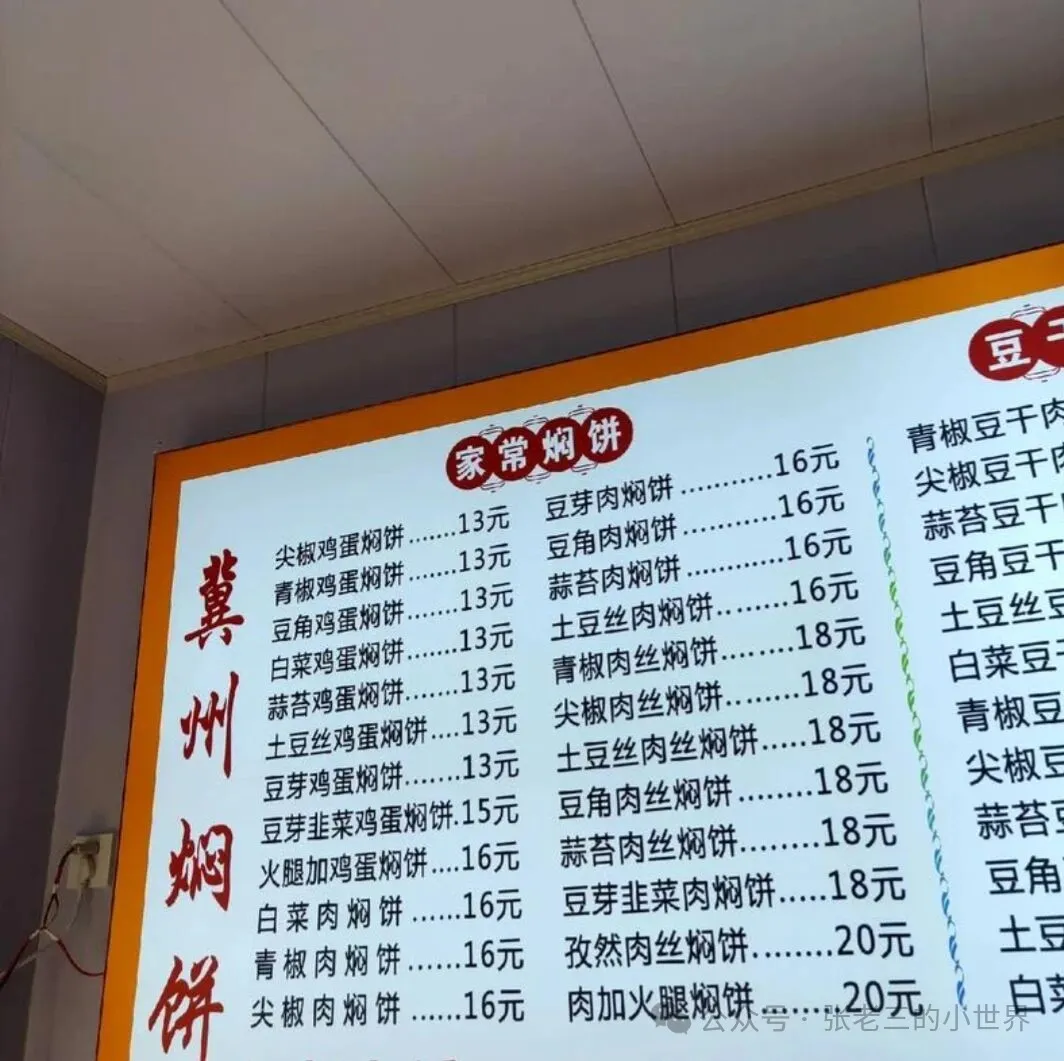 冀州焖饼
家常焖饼
尖椒鸡蛋焖饼.......13元
青椒鸡蛋焖饼.......13元
豆角鸡蛋焖饼.......13元
白菜鸡蛋焖饼.......13元
蒜苔鸡蛋焖饼.......13元
土豆丝鸡蛋焖饼....13元
豆芽鸡蛋焖饼.......13元
豆芽韭菜鸡蛋焖饼.15元
火腿加鸡蛋焖饼....16元
白菜肉焖饼......16元
青椒肉焖饼......16元
尖椒肉焖饼......16元
豆芽肉焖饼...........16元
豆角肉焖饼...........16元
蒜苔肉焖饼...........16元
土豆丝肉焖饼........16元
青椒肉丝焖饼........18元
尖椒肉丝焖饼........18元
土豆丝肉丝焖饼.....18元
豆角肉丝焖饼........18元
蒜苔肉丝焖饼........18元
豆芽韭菜肉焖饼.....18元
孜然肉丝焖饼........20元
肉加火腿焖饼........20元
豆干
青椒豆干肉
尖椒豆干肉
蒜苔豆干
豆角豆干
土豆丝豆
白菜豆干
青椒豆
尖椒豆
蒜苔豆
豆角
土豆
白菜
公众号·张老三的小世界